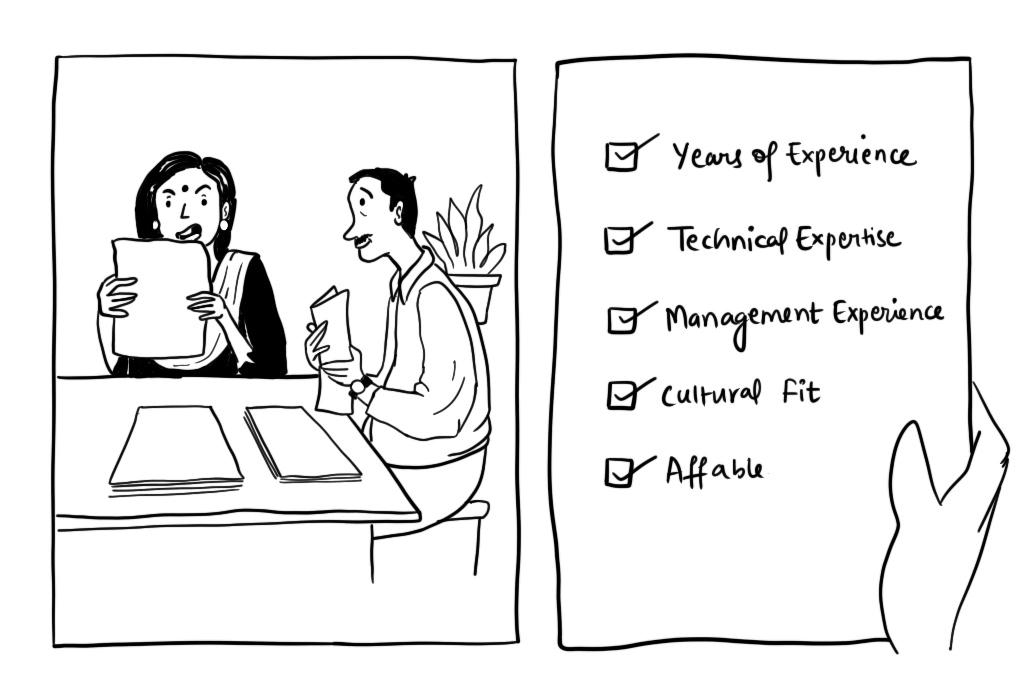 Years of Experience
Technical Expertise
Management Experience
Cultural Fit
Affable